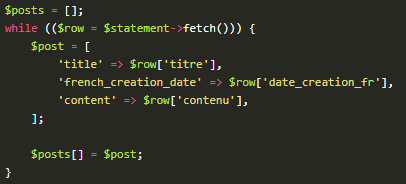 $posts = [];
while (($row = $statement->fetch())) {
    $post = [
        'title' => $row['titre'],
        'french_creation_date' => $row['date_creation_fr'],
        'content' => $row['contenu'],
    ];

    $posts[] = $post;
}